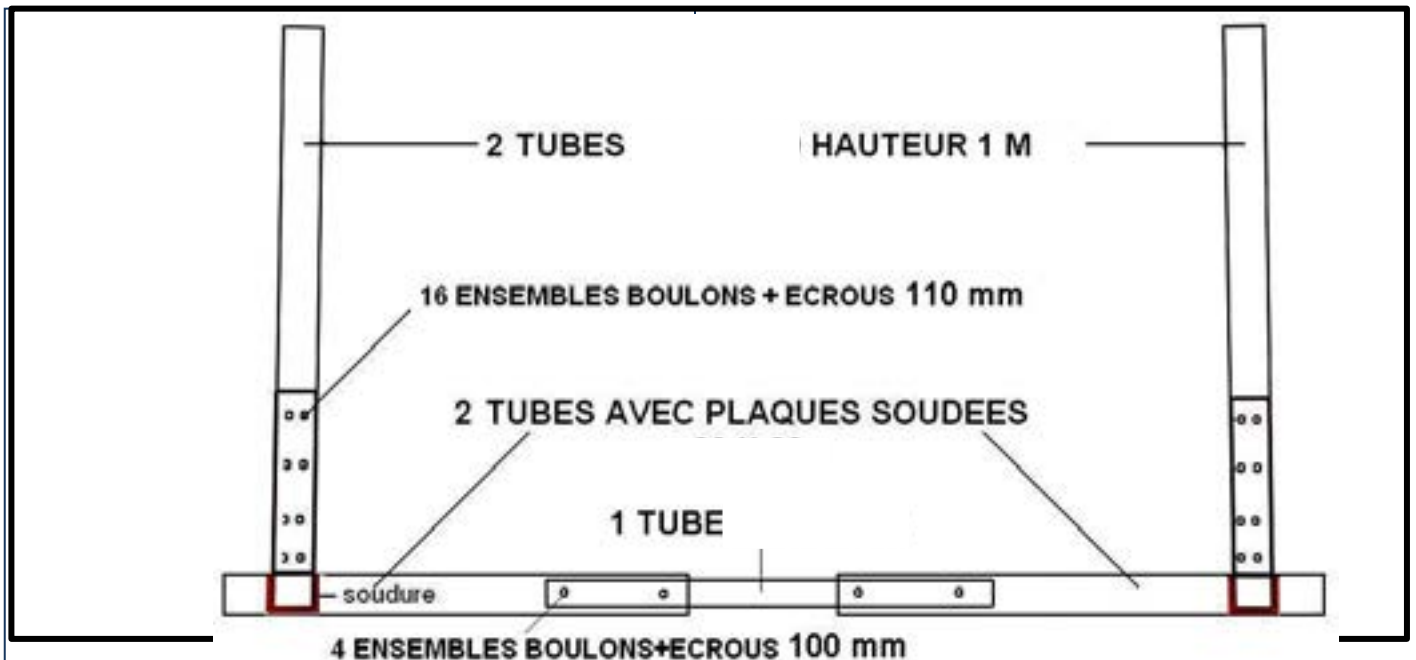 2 TUBES
HAUTEUR 1 M
16 ENSEMBLES BOULONS + ECROUS 110 mm
2 TUBES AVEC PLAQUES SOUDEES
1 TUBE
soudure
4 ENSEMBLES BOULONS+ECROUS 100 mm